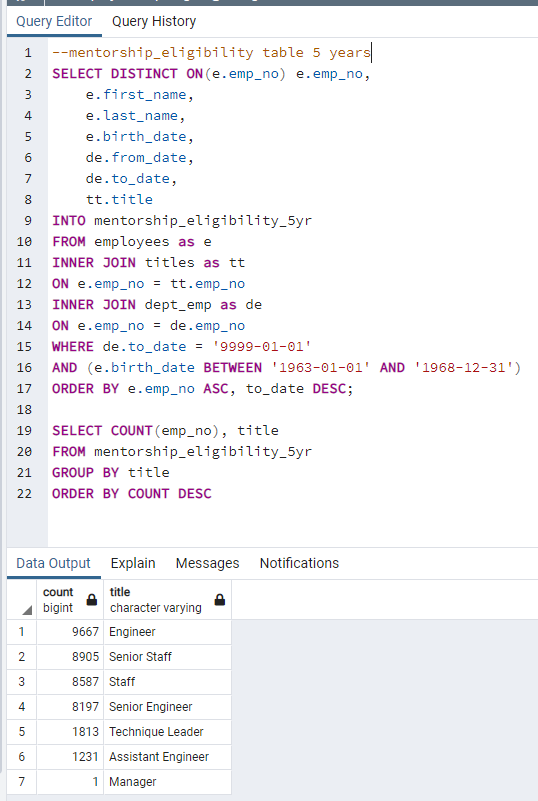 Query Editor Query History
1 --mentorship_eligibility table 5 years
2 SELECT DISTINCT ON(e.emp_no) e.emp_no,
3 e.first_name,
4 e.last_name,
5 e.birth_date,
6 de.from_date,
7 de.to_date,
8 tt.title
9 INTO mentorship_eligibility_5yr
10 FROM employees as e
11 INNER JOIN titles as tt
12 ON e.emp_no = tt.emp_no
13 INNER JOIN dept_emp as de
14 ON e.emp_no = de.emp_no
15 WHERE de.to_date = '9999-01-01'
16 AND (e.birth_date BETWEEN '1963-01-01' AND '1968-12-31')
17 ORDER BY e.emp_no ASC, to_date DESC;
18
19 SELECT COUNT(emp_no), title
20 FROM mentorship_eligibility_5yr
21 GROUP BY title
22 ORDER BY COUNT DESC
Data Output Explain Messages Notifications
count title
bigint character varying
1 9667 Engineer
2 8905 Senior Staff
3 8587 Staff
4 8197 Senior Engineer
5 1813 Technique Leader
6 1231 Assistant Engineer
7 1 Manager